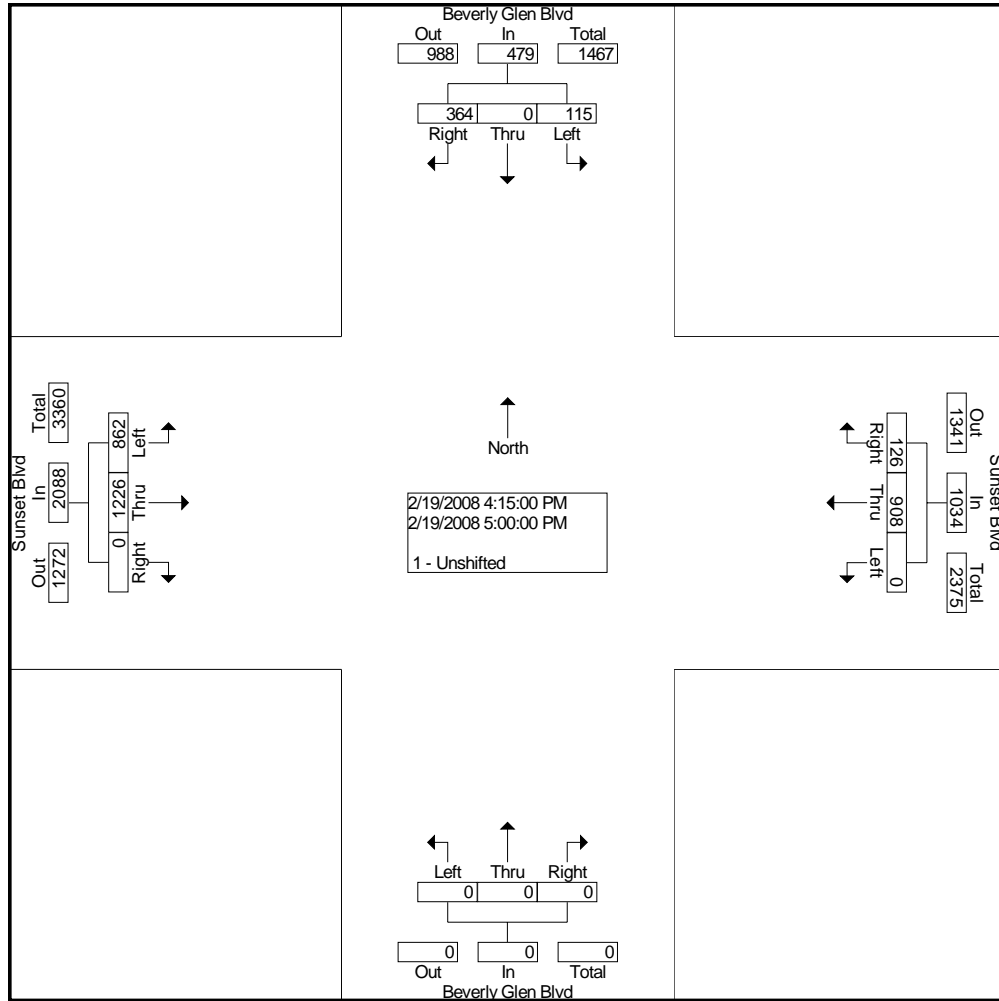 Beverly Glen Blvd
Out In Total
988 479 1467
364 0 115
Right Thru Left
North
2/19/2008 4:15:00 PM
2/19/2008 5:00:00 PM
1 - Unshifted
Sunset Blvd
Total In Out
3360 2088 1272
862 1226 0
Left Thru Right
Sunset Blvd
Out In Total
1341 1034 2375
126 908 0
Right Thru Left
Left Thru Right
0 0 0
0 0 0
Out In Total
Beverly Glen Blvd